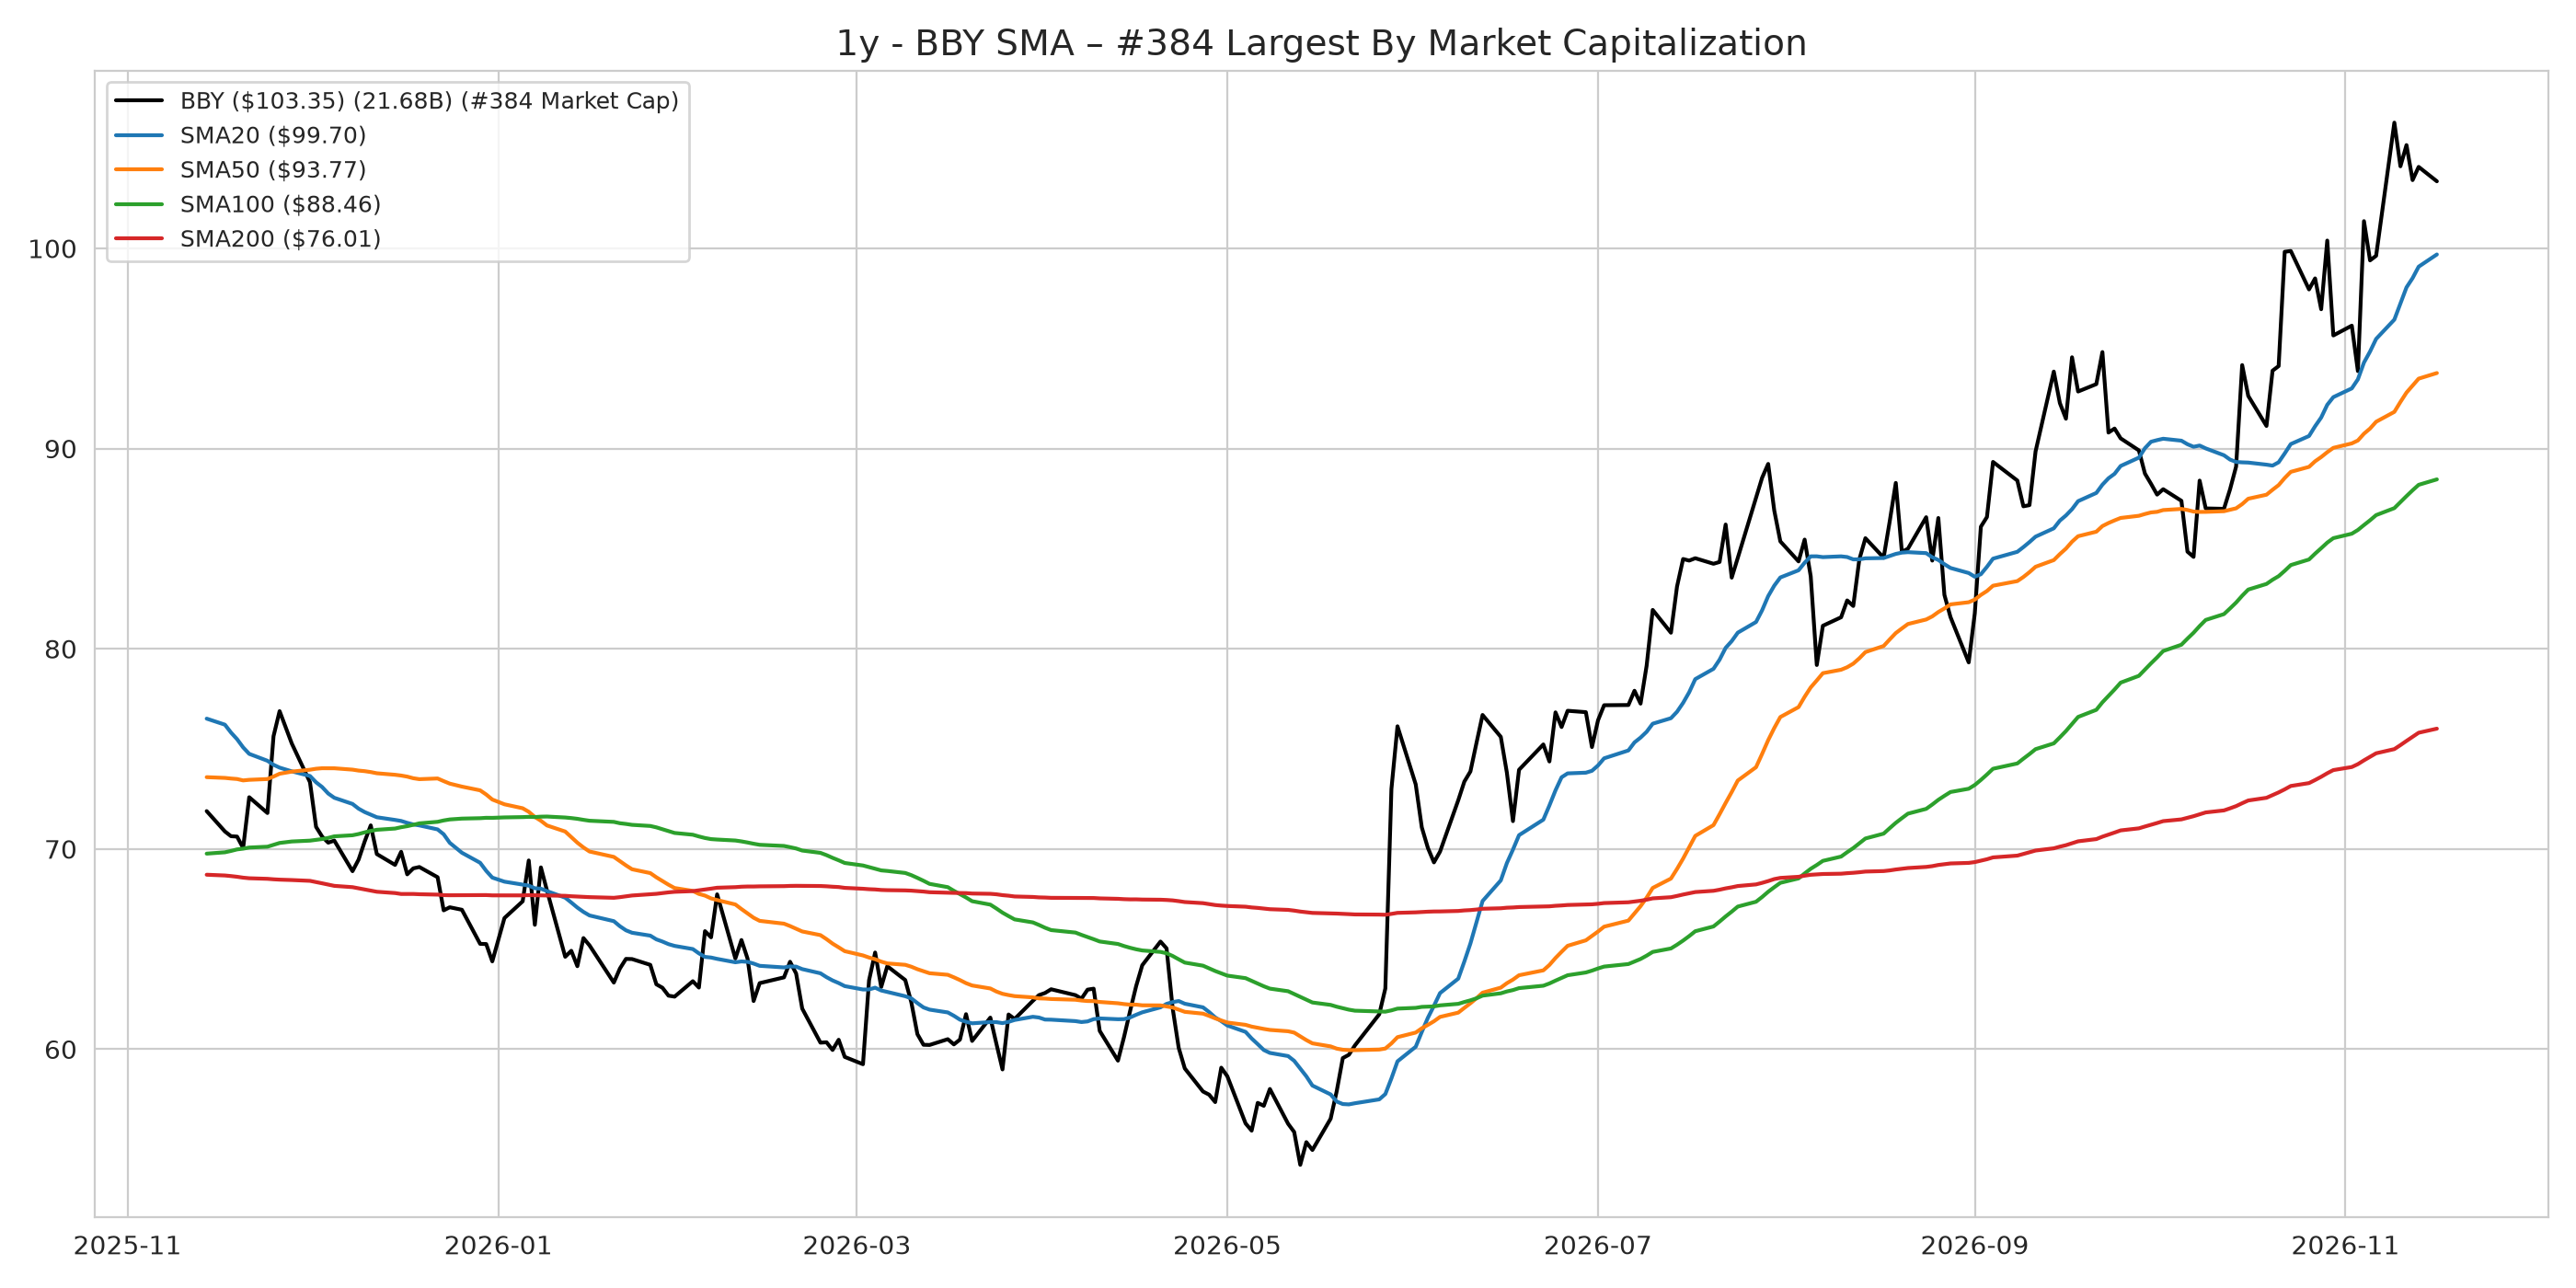 1y - BBY SMA – #384 Largest By Market Capitalization
BBY ($103.35) (21.68B) (#384 Market Cap)
SMA20 ($99.70)
SMA50 ($93.77)
SMA100 ($88.46)
SMA200 ($76.01)
100
90
80
70
60
2025-11
2026-01
2026-03
2026-05
2026-07
2026-09
2026-11